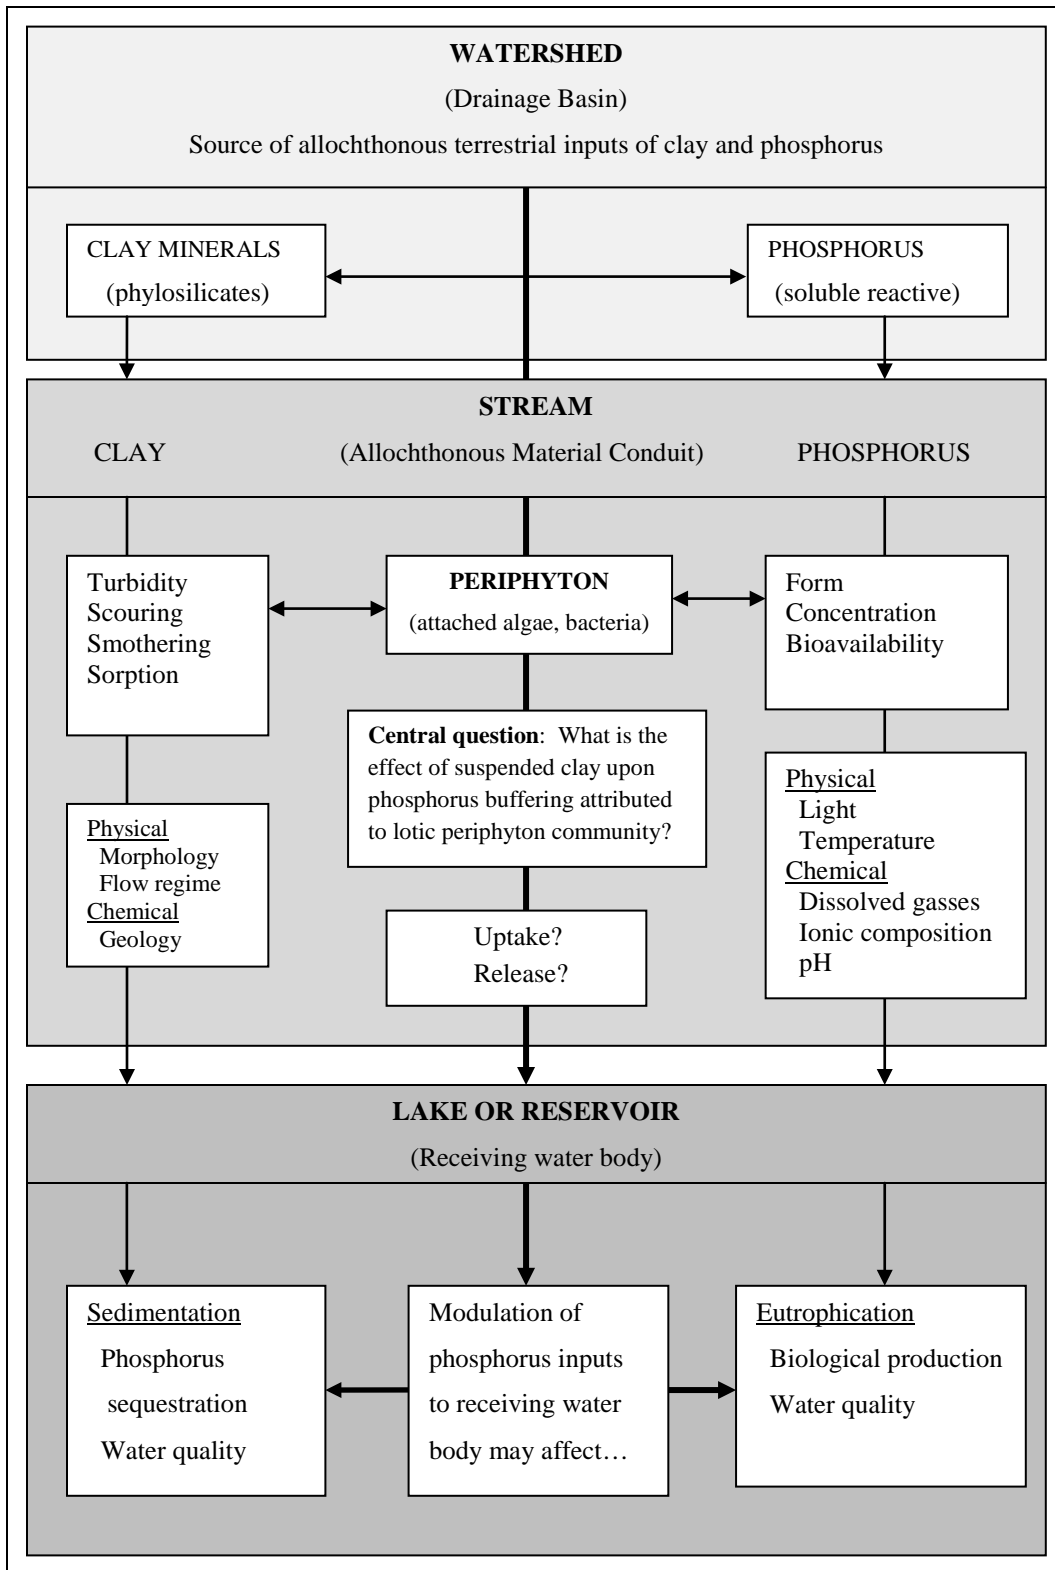 WATERSHED
(Drainage Basin)
Source of allochthonous terrestrial inputs of clay and phosphorus
CLAY MINERALS
(phylosilicates)
PHOSPHORUS
(soluble reactive)
STREAM
CLAY
(Allochthonous Material Conduit)
PHOSPHORUS
Turbidity
Scouring
Smothering
Sorption
PERIPHYTON
(attached algae, bacteria)
Form
Concentration
Bioavailability
Central question: What is the
effect of suspended clay upon
phosphorus buffering attributed
to lotic periphyton community?
Physical
Morphology
Flow regime
Chemical
Geology
Uptake?
Release?
Physical
Light
Temperature
Chemical
Dissolved gasses
Ionic composition
pH
LAKE OR RESERVOIR
(Receiving water body)
Sedimentation
Phosphorus
sequestration
Water quality
Modulation of
phosphorus inputs
to receiving water
body may affect…
Eutrophication
Biological production
Water quality